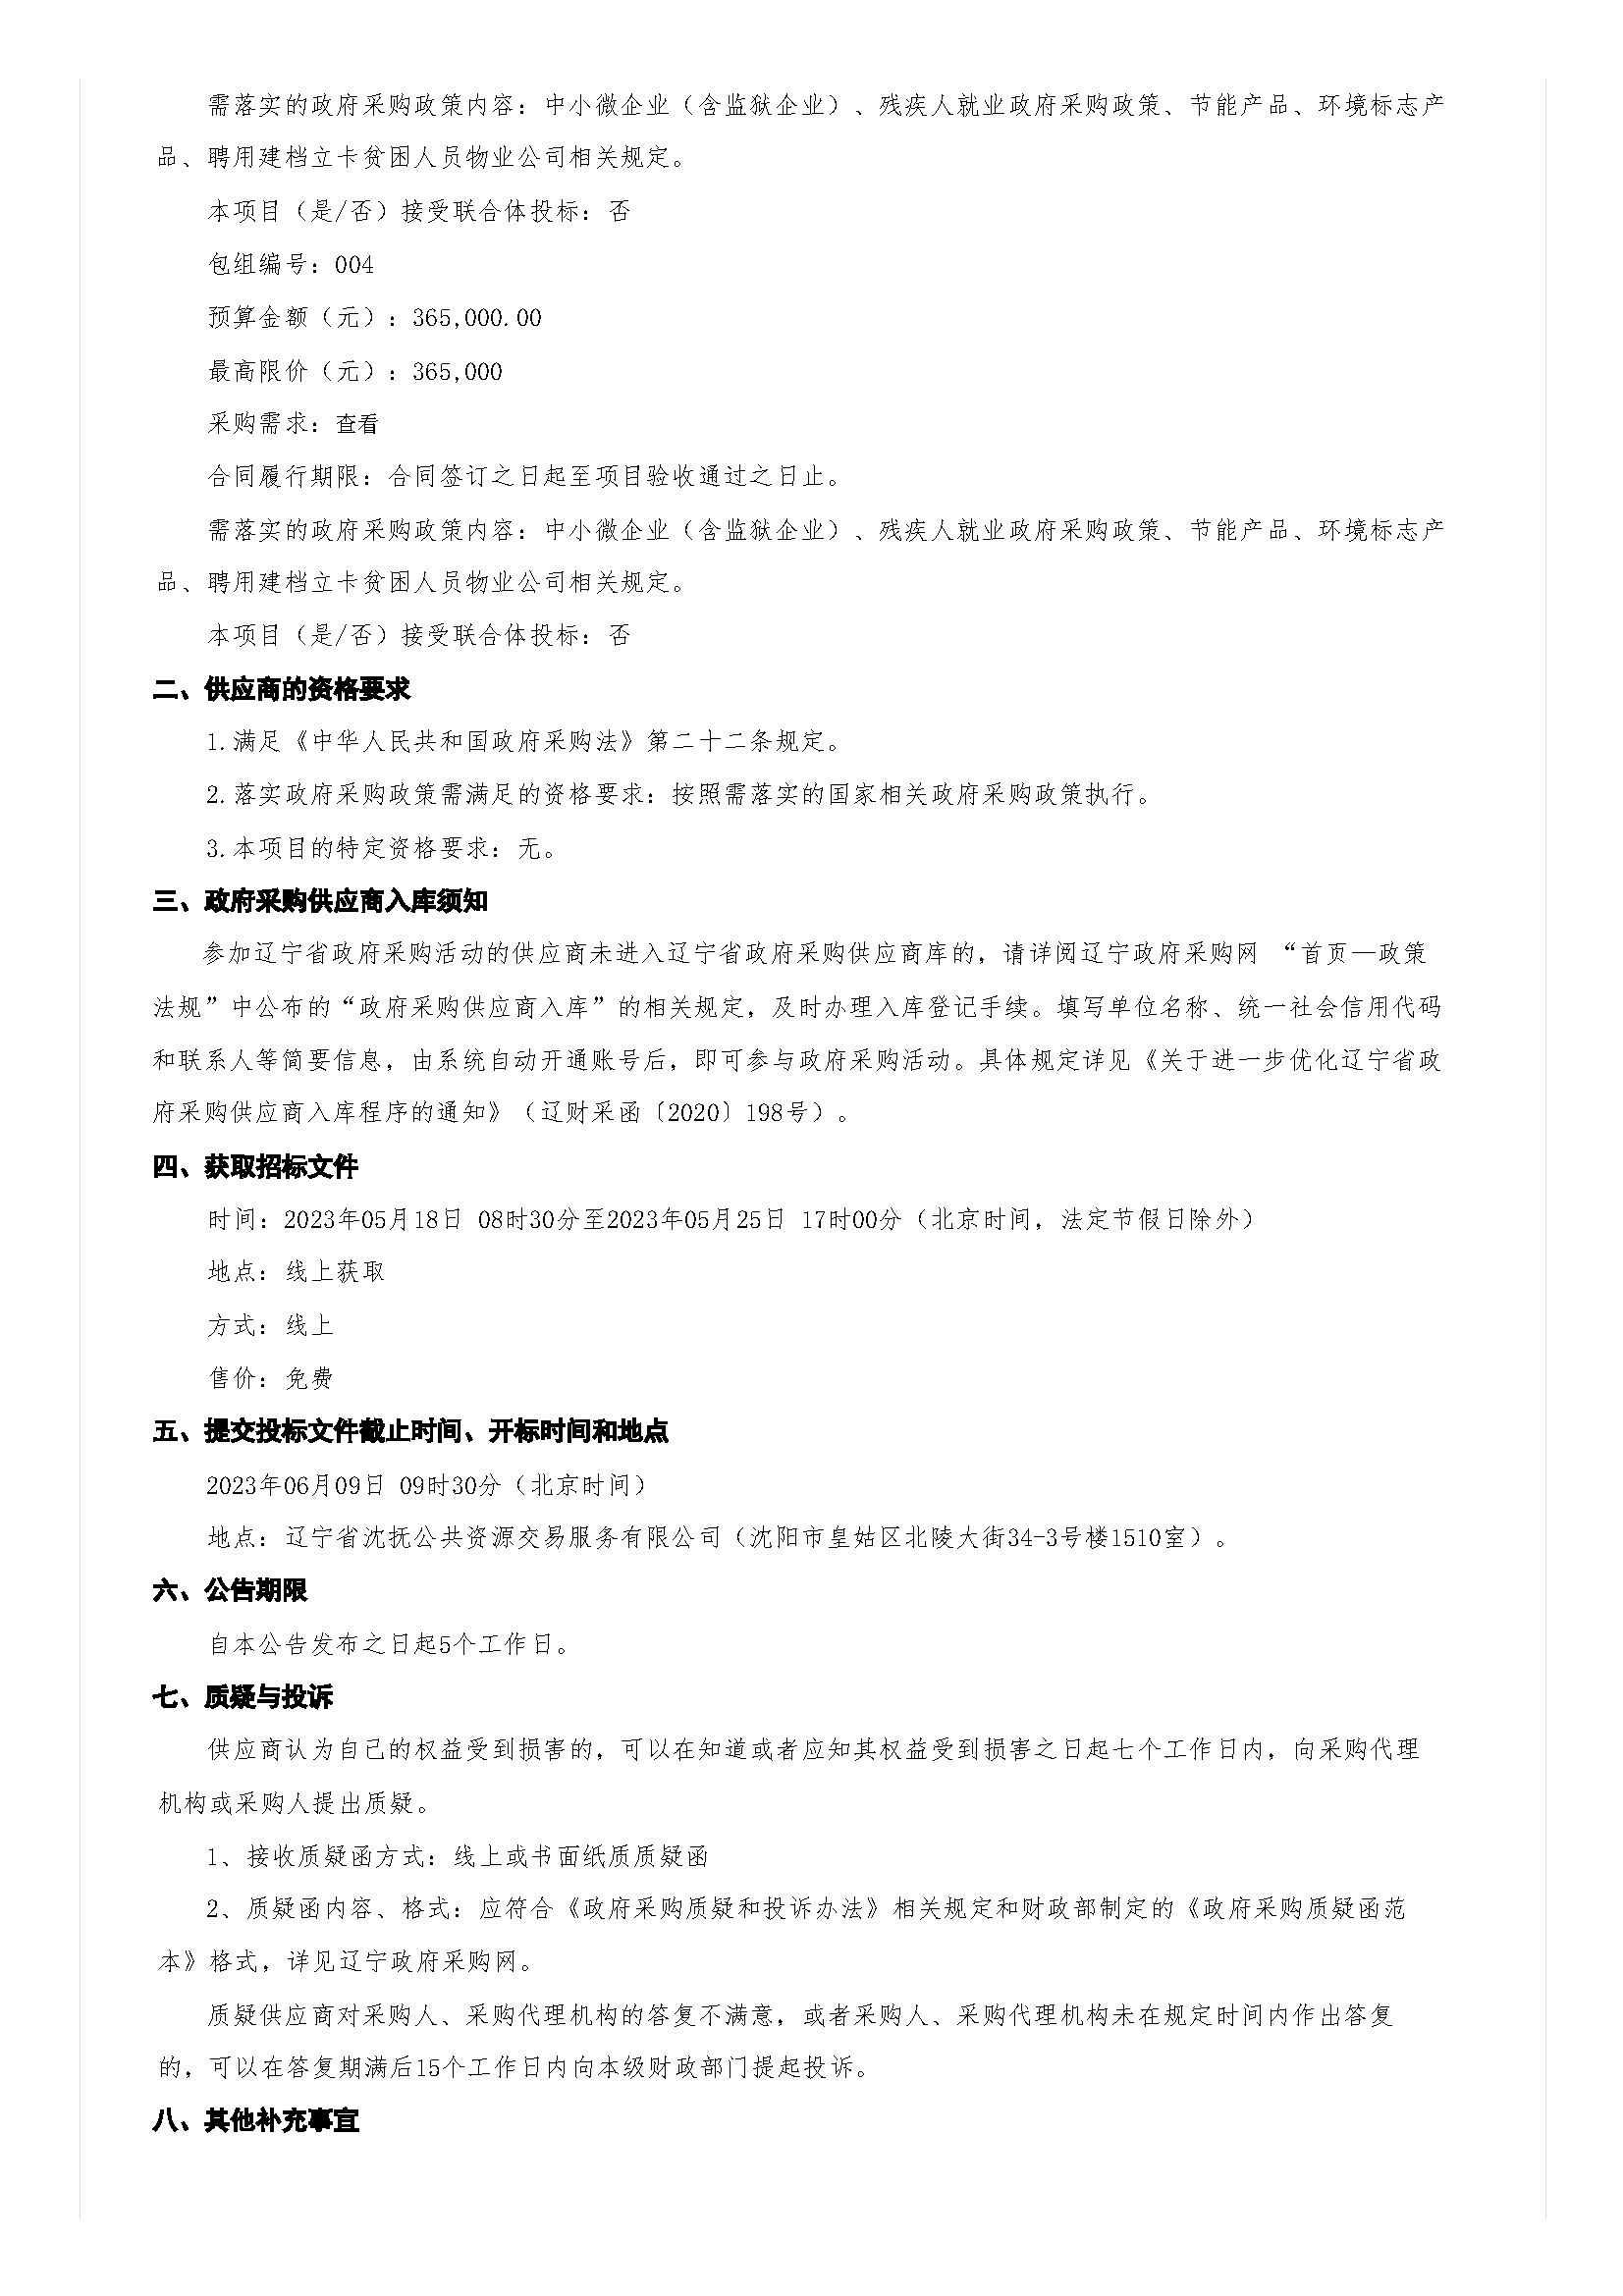 需落实的政府采购政策内容：中小微企业（含监狱企业）、残疾人就业政府采购政策、节能产品、环境标志产
品、聘用建档立卡贫困人员物业公司相关规定。
本项目（是/否）接受联合体投标：否
包组编号：004
预算金额（元）：365,000.00
最高限价（元）：365,000
采购需求：查看
合同履行期限：合同签订之日起至项目验收通过之日止。
需落实的政府采购政策内容：中小微企业（含监狱企业）、残疾人就业政府采购政策、节能产品、环境标志产
品、聘用建档立卡贫困人员物业公司相关规定。
本项目（是/否）接受联合体投标：否
二、供应商的资格要求
1.满足《中华人民共和国政府采购法》第二十二条规定。
2.落实政府采购政策需满足的资格要求：按照需落实的国家相关政府采购政策执行。
3.本项目的特定资格要求：无。
三、政府采购供应商入库须知
参加辽宁省政府采购活动的供应商未进入辽宁省政府采购供应商库的，请详阅辽宁政府采购网 “首页—政策
法规”中公布的“政府采购供应商入库”的相关规定，及时办理入库登记手续。填写单位名称、统一社会信用代码
和联系人等简要信息，由系统自动开通账号后，即可参与政府采购活动。具体规定详见《关于进一步优化辽宁省政
府采购供应商入库程序的通知》（辽财采函〔2020〕198号）。
四、获取招标文件
时间：2023年05月18日 08时30分至2023年05月25日 17时00分（北京时间，法定节假日除外）
地点：线上获取
方式：线上
售价：免费
五、提交投标文件截止时间、开标时间和地点
2023年06月09日 09时30分（北京时间）
地点：辽宁省沈抚公共资源交易服务有限公司（沈阳市皇姑区北陵大街34-3号楼1510室）。
六、公告期限
自本公告发布之日起5个工作日。
七、质疑与投诉
供应商认为自己的权益受到损害的，可以在知道或者应知其权益受到损害之日起七个工作日内，向采购代理
机构或采购人提出质疑。
1、接收质疑函方式：线上或书面纸质质疑函
2、质疑函内容、格式：应符合《政府采购质疑和投诉办法》相关规定和财政部制定的《政府采购质疑函范
本》格式，详见辽宁政府采购网。
质疑供应商对采购人、采购代理机构的答复不满意，或者采购人、采购代理机构未在规定时间内作出答复
的，可以在答复期满后15个工作日内向本级财政部门提起投诉。
八、其他补充事宜